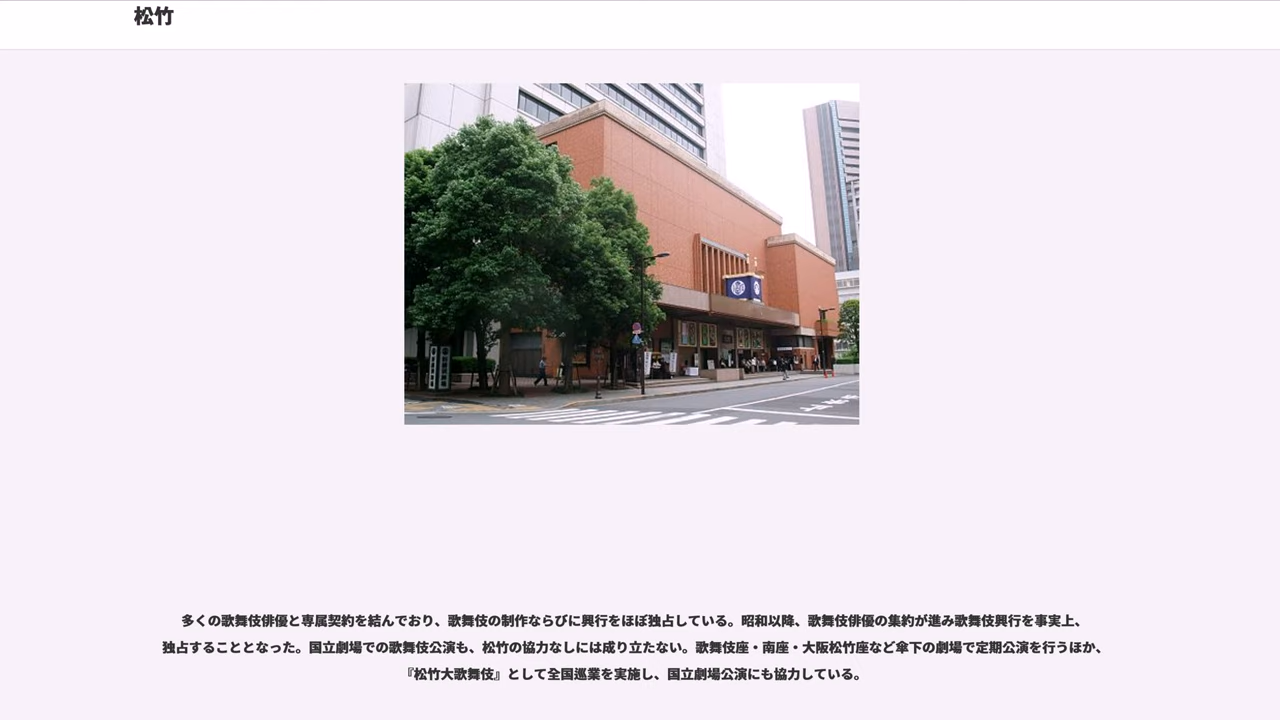 松竹
多くの歌舞伎俳優と専属契約を結んでおり、歌舞伎の制作ならびに興行をほぼ独占している。昭和以降、歌舞伎俳優の集約が進み歌舞伎興行を事実上、
独占することとなった。国立劇場での歌舞伎公演も、松竹の協力なしには成り立たない。歌舞伎座・南座・大阪松竹座など傘下の劇場で定期公演を行うほか、
『松竹大歌舞伎』として全国巡業を実施し、国立劇場公演にも協力している。